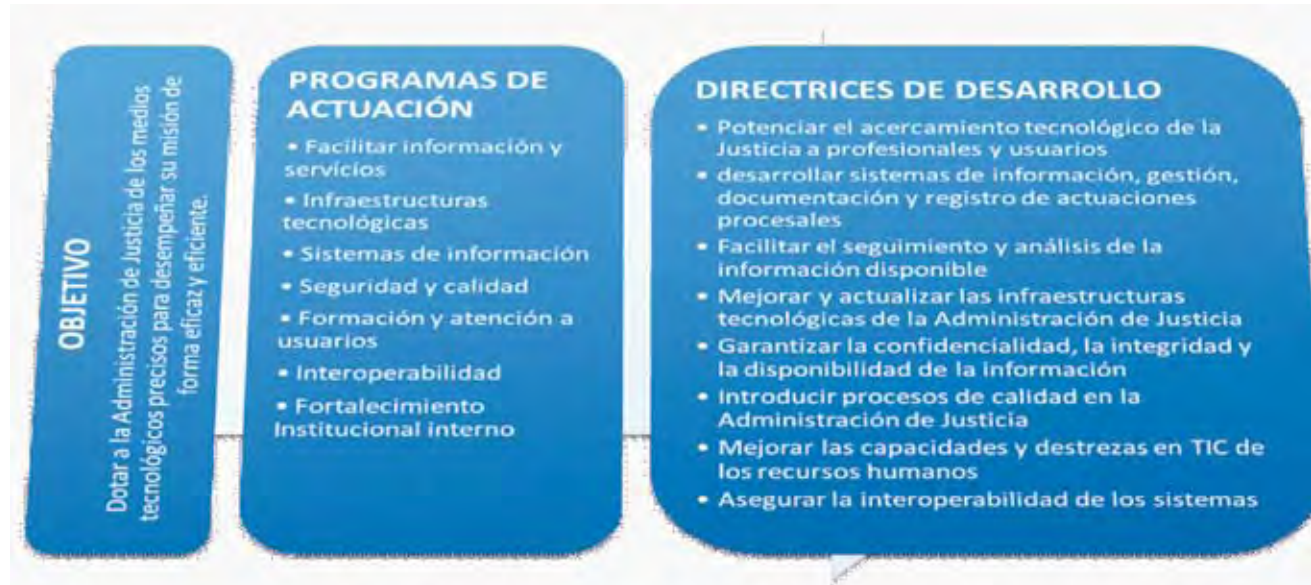 OBJETIVO
Dotar a la Administración de Justicia de los medios
tecnológicos precisos para desempeñar su misión de
forma eficaz y eficiente.
PROGRAMAS DE
ACTUACIÓN
• Facilitar información y
servicios
• Infraestructuras
tecnológicas
• Sistemas de información
• Seguridad y calidad
• Formación y atención a
usuarios
• Interoperabilidad
• Fortalecimiento
Institucional interno
DIRECTRICES DE DESARROLLO
• Potenciar el acercamiento tecnológico de la
Justicia a profesionales y usuarios
• desarrollar sistemas de información, gestión,
documentación y registro de actuaciones
procesales
• Facilitar el seguimiento y análisis de la
información disponible
• Mejorar y actualizar las infraestructuras
tecnológicas de la Administración de Justicia
• Garantizar la confidencialidad, la integridad y
la disponibilidad de la información
• Introducir procesos de calidad en la
Administración de Justicia
• Mejorar las capacidades y destrezas en TIC de
los recursos humanos
• Asegurar la interoperabilidad de los sistemas